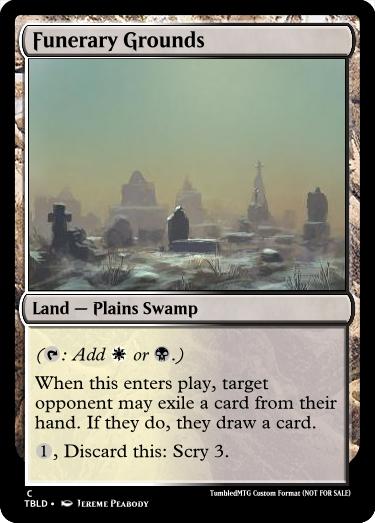 Funerary Grounds
Land — Plains Swamp
(: Add or .)
When this enters play, target
opponent may exile a card from their
hand. If they do, they draw a card.
1, Discard this: Scry 3.
C
TBLD • Jereme Peabody
TumbledMTG Custom Format (NOT FOR SALE)